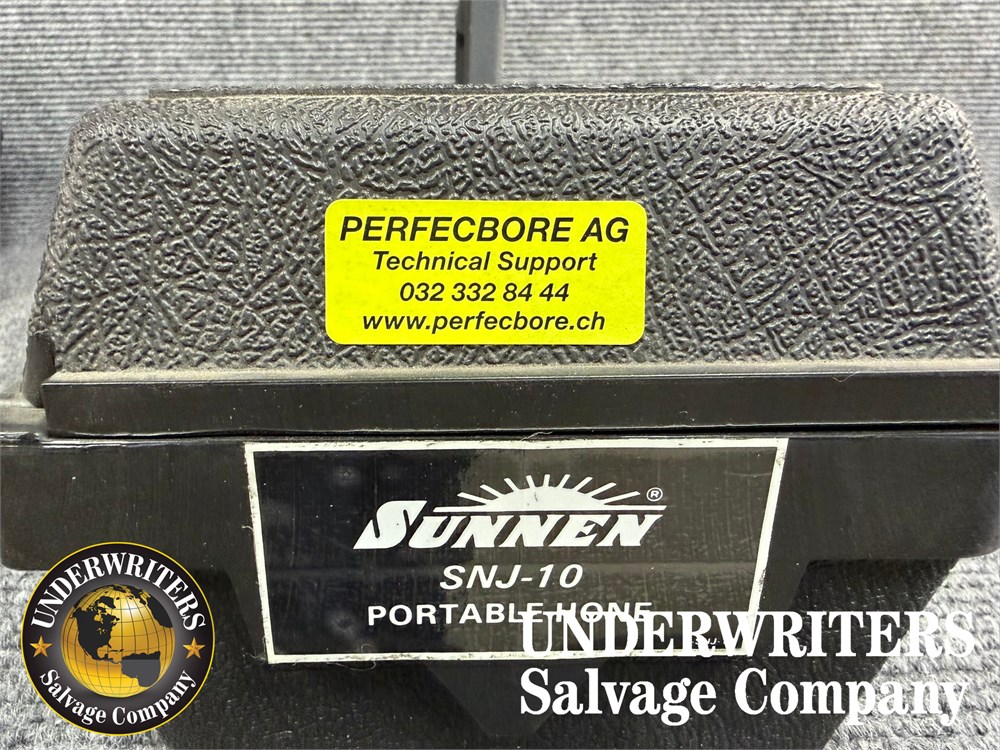 PERFECBORE AG
Technical Support
032 332 84 44
www.perfecbore.ch
SUNNEN®
SNJ-10
PORTABLE HONE
UNDERWRITERS
Salvage Company
UNDERWRITERS
Salvage Company